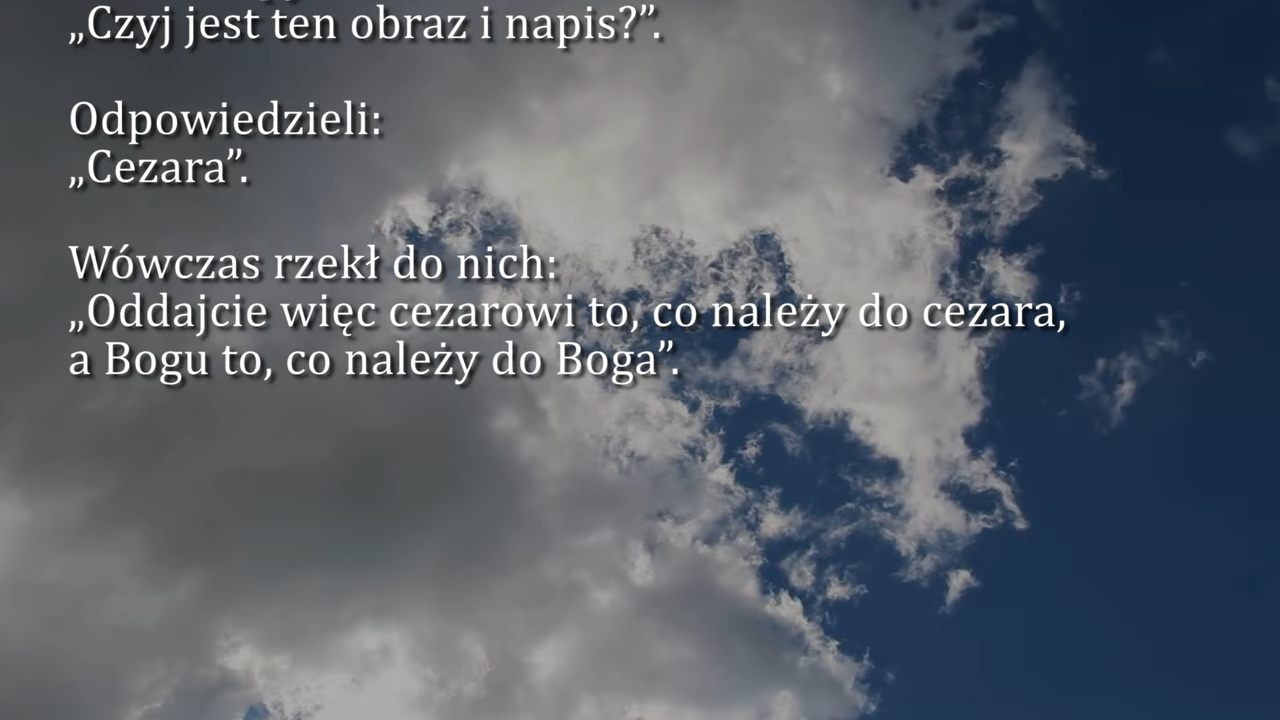 „Czyj jest ten obraz i napis?”.
Odpowiedzieli:
„Cezara”.
Wówczas rzekł do nich:
„Oddajcie więc cezarowi to, co należy do cezara,
a Bogu to, co należy do Boga”.